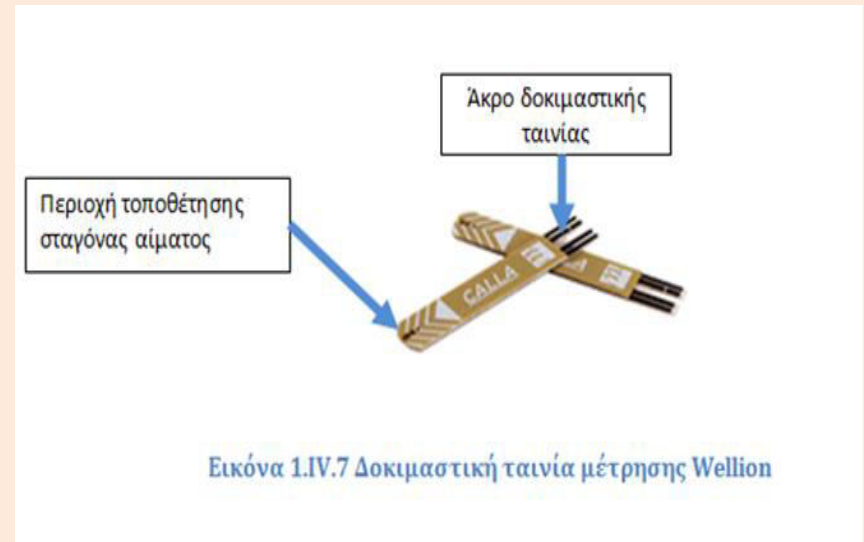 Άκρο δοκιμαστικής
ταινίας
Περιοχή τοποθέτησης
σταγόνας αίματος
CALLA
Εικόνα 1.IV.7 Δοκιμαστική ταινία μέτρησης Wellion